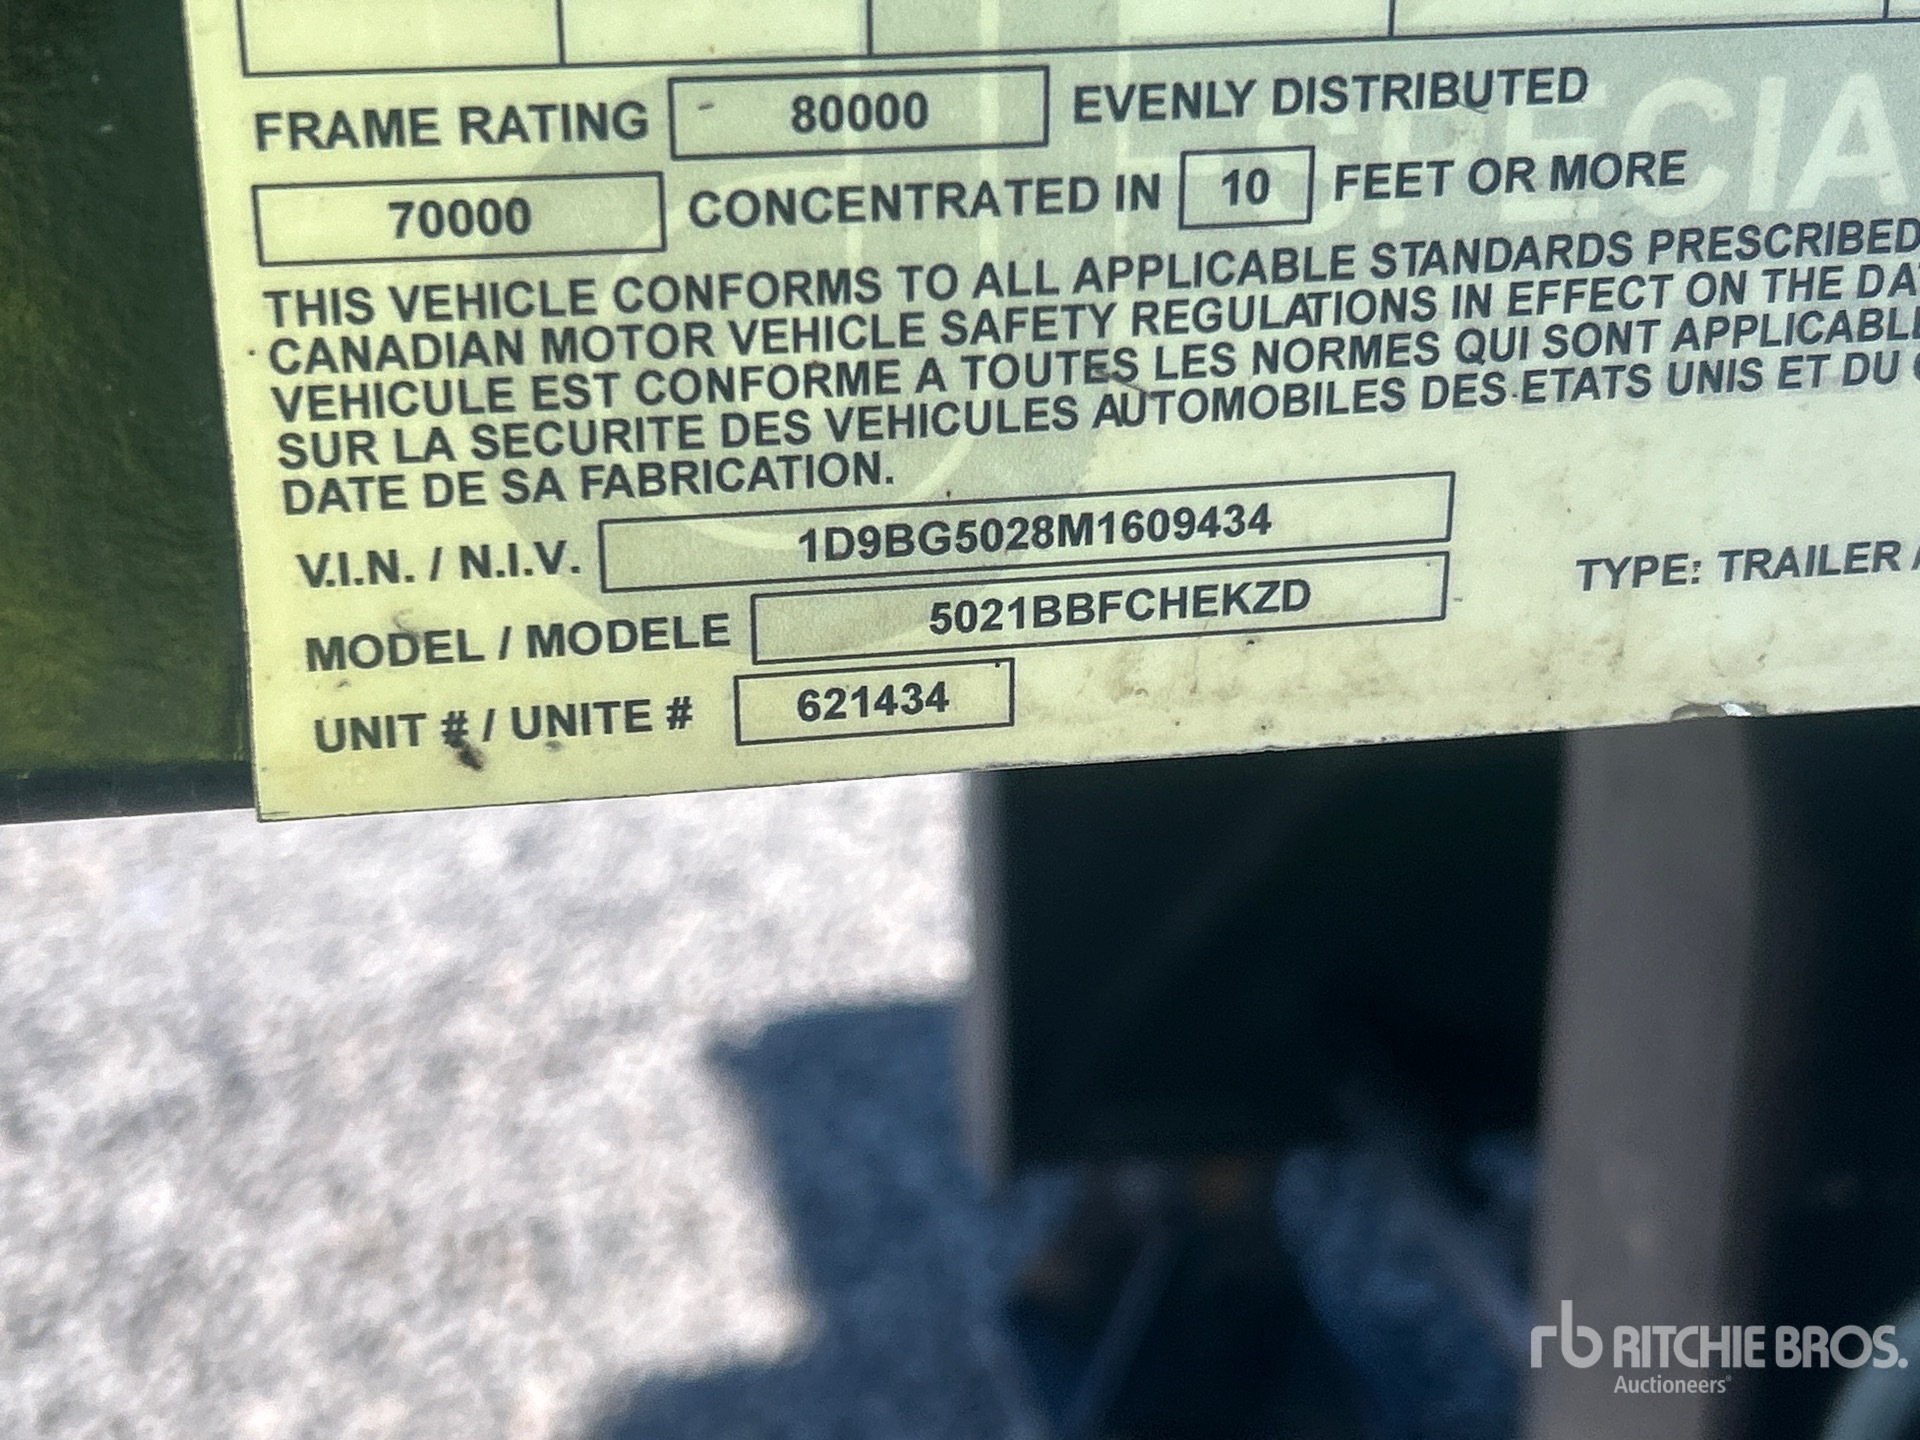 FRAME RATING 80000 EVENLY DISTRIBUTED
70000 CONCENTRATED IN 10 FEET OR MORE
THIS VEHICLE CONFORMS TO ALL APPLICABLE STANDARDS PRESCRIBED
CANADIAN MOTOR VEHICLE SAFETY REGULATIONS IN EFFECT ON THE DA
VEHICULE EST CONFORME A TOUTES LES NORMES QUI SONT APPLICABL
SUR LA SECURITE DES VEHICULES AUTOMOBILES DES ETATS UNIS ET DU
DATE DE SA FABRICATION.
V.I.N. / N.I.V. 1D9BG5028M1609434
MODEL / MODELE 5021BBFCHEKZD TYPE: TRAILER
UNIT # / UNITE # 621434
SPECIA
rb RITCHIE BROS.
Auctioneers